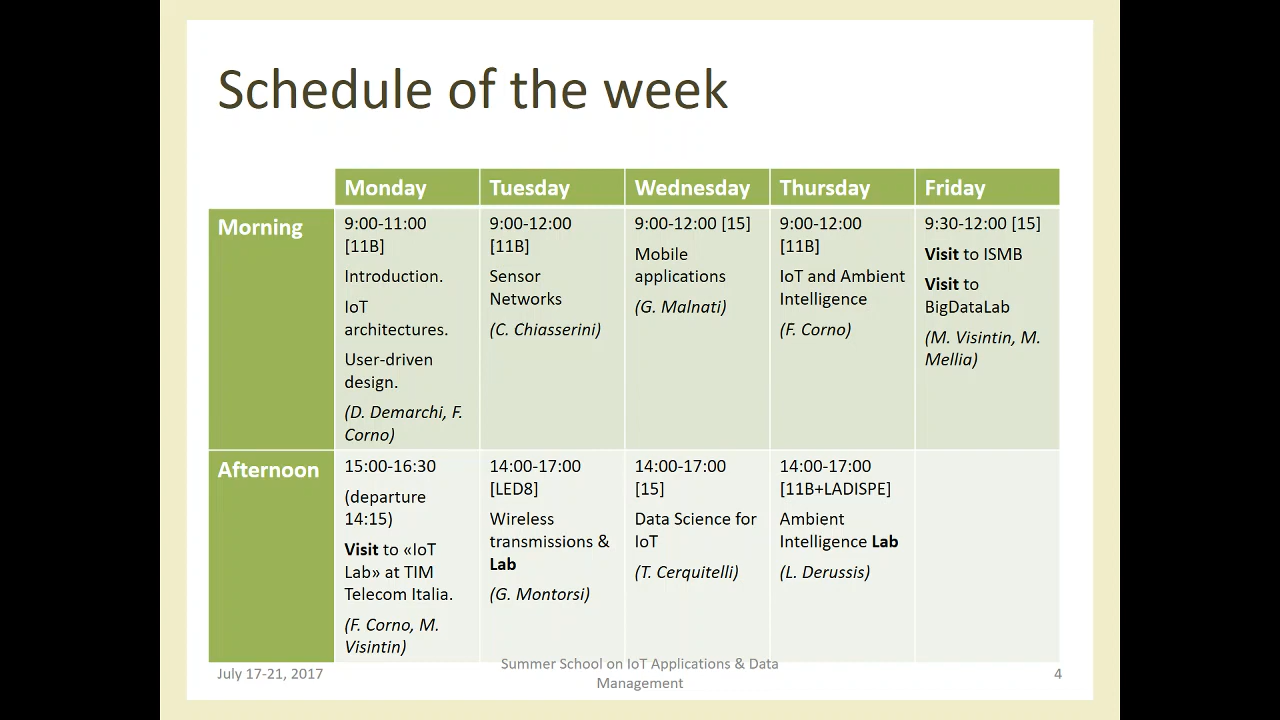 Schedule of the week
Monday
Tuesday
Wednesday
Thursday
Friday
Morning
9:00-11:00
[11B]
Introduction.
IoT
architectures.
User-driven
design.
(D. Demarchi, F.
Corno)
9:00-12:00
[11B]
Sensor
Networks
(C. Chiasserini)
9:00-12:00 [15]
Mobile
applications
(G. Malnati)
9:00-12:00
[11B]
IoT and Ambient
Intelligence
(F. Corno)
9:30-12:00 [15]
Visit to ISMB
Visit to
BigDataLab
(M. Visintin, M.
Mellia)
Afternoon
15:00-16:30
(departure
14:15)
Visit to «IoT
Lab» at TIM
Telecom Italia.
(F. Corno, M.
Visintin)
14:00-17:00
[LED8]
Wireless
transmissions &
Lab
(G. Montorsi)
14:00-17:00
[15]
Data Science for
IoT
(T. Cerquitelli)
14:00-17:00
[11B+LADISPE]
Ambient
Intelligence Lab
(L. Derussis)
July 17-21, 2017
Summer School on IoT Applications & Data
Management
4